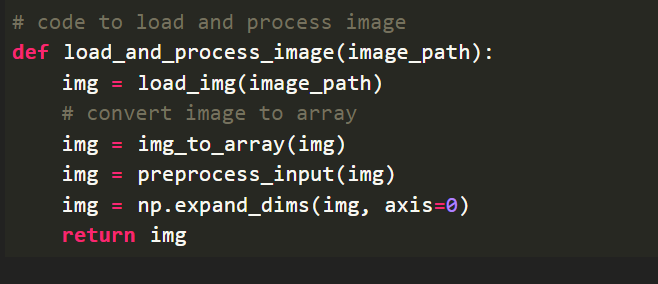 # code to load and process image
def load_and_process_image(image_path):
    img = load_img(image_path)
    # convert image to array
    img = img_to_array(img)
    img = preprocess_input(img)
    img = np.expand_dims(img, axis=0)
    return img